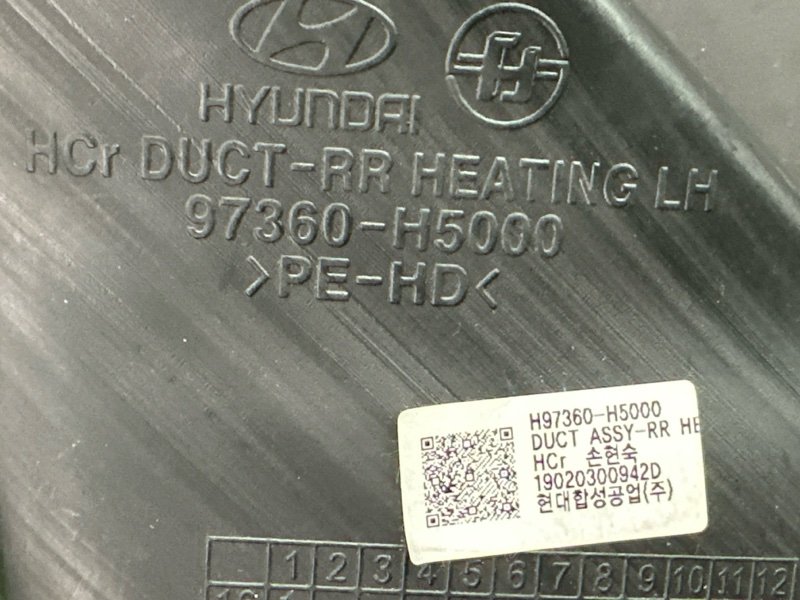 HYUNDAI
HCr DUCT-RR HEATING LH
97360-H5000
>PE-HD<
H97360-H5000
DUCT ASSY-RR HE
HCr 손현숙
19020300942D
현대합성공업(주)
1 2 3 4 5 6 7 8 9 10 11 12